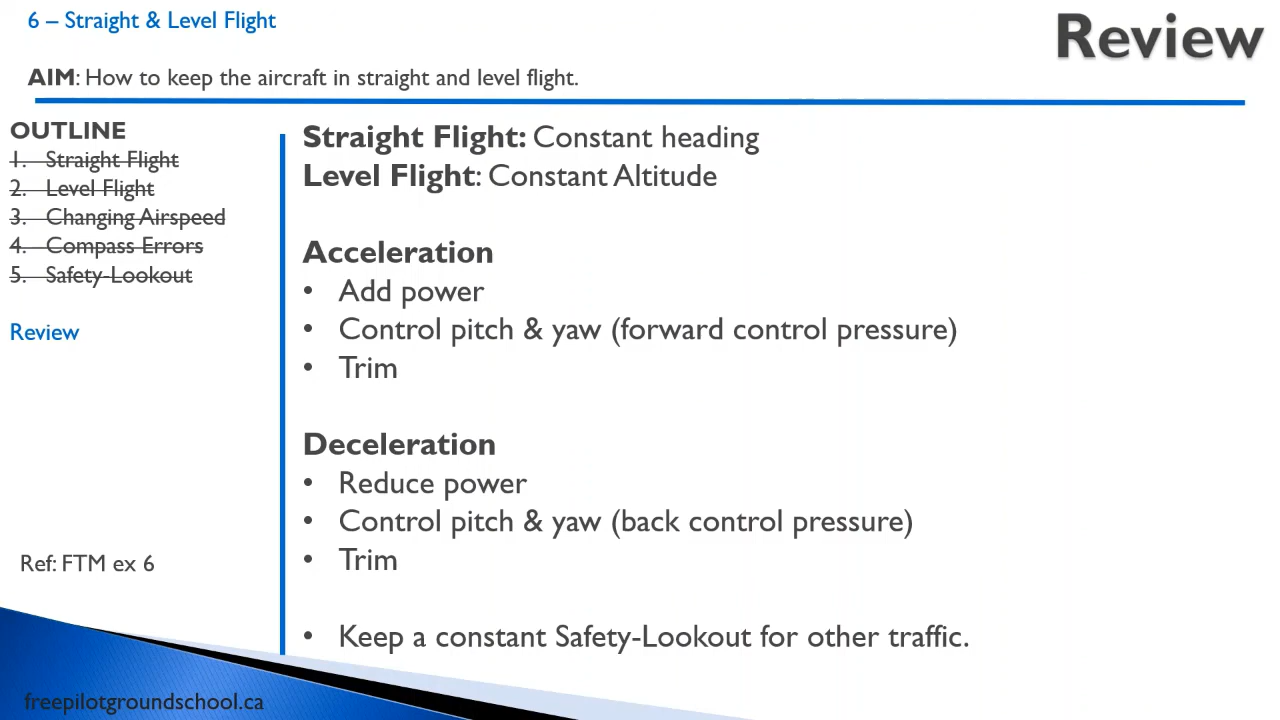 6 – Straight & Level Flight
Review
AIM: How to keep the aircraft in straight and level flight.
OUTLINE
1. Straight Flight
2. Level Flight
3. Changing Airspeed
4. Compass Errors
5. Safety-Lookout
Review
Ref: FTM ex 6
Straight Flight: Constant heading
Level Flight: Constant Altitude
Acceleration
• Add power
• Control pitch & yaw (forward control pressure)
• Trim
Deceleration
• Reduce power
• Control pitch & yaw (back control pressure)
• Trim
• Keep a constant Safety-Lookout for other traffic.
freepilotgroundschool.ca